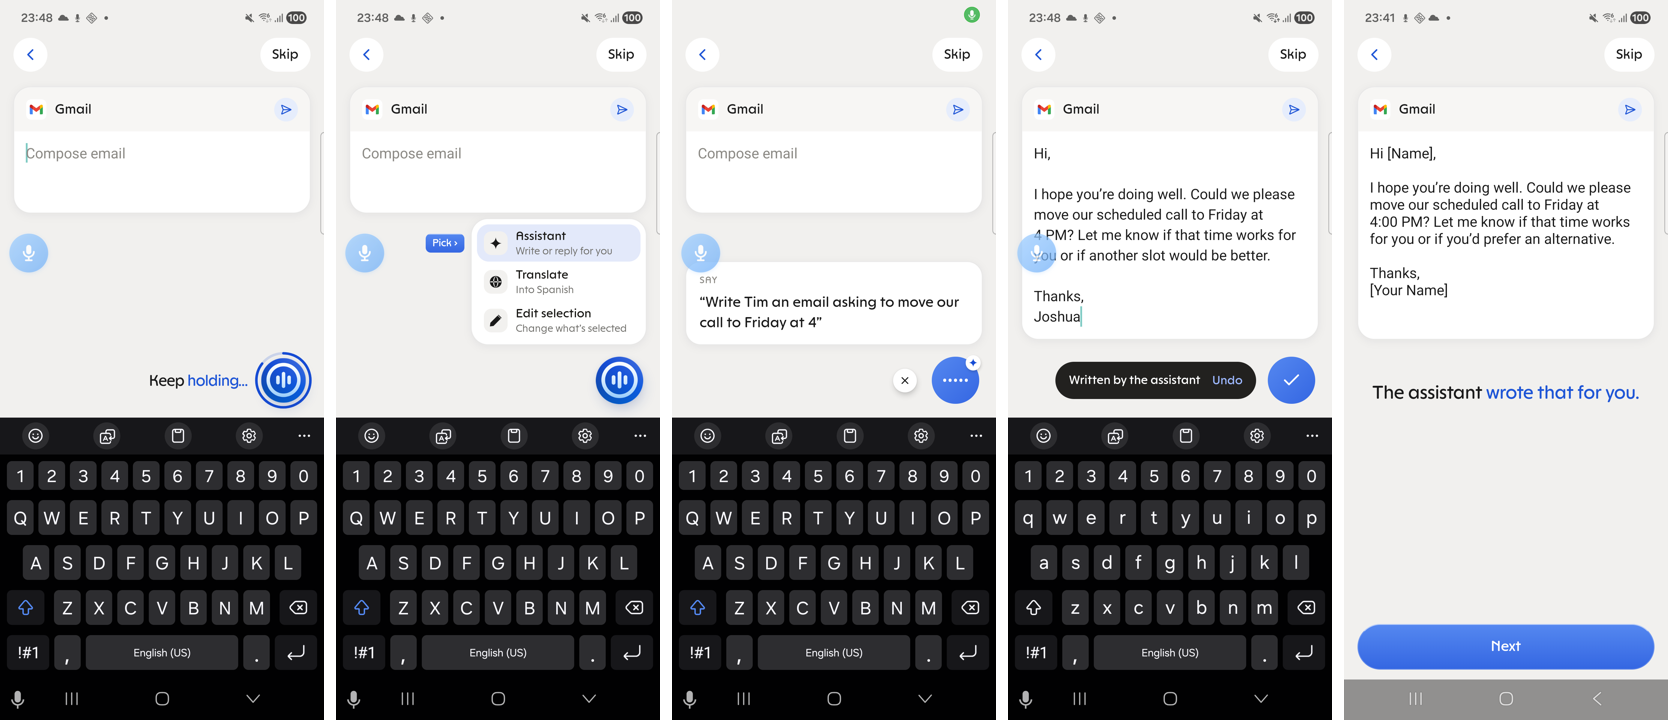 23:48
100
Skip
Gmail
Compose email
Keep holding...
1 2 3 4 5 6 7 8 9 0
Q W E R T Y U I O P
A S D F G H J K L
Z X C V B N M
!#1 , English (US) .
23:48
100
Skip
Gmail
Compose email
Pick ›
Assistant
Write or reply for you
Translate
Into Spanish
Edit selection
Change what's selected
1 2 3 4 5 6 7 8 9 0
Q W E R T Y U I O P
A S D F G H J K L
Z X C V B N M
!#1 , English (US) .
Skip
Gmail
Compose email
SAY
“Write Tim an email asking to move our
call to Friday at 4”
1 2 3 4 5 6 7 8 9 0
Q W E R T Y U I O P
A S D F G H J K L
Z X C V B N M
!#1 , English (US) .
23:48
100
Skip
Gmail
Hi,
I hope you’re doing well. Could we please
move our scheduled call to Friday at
4 PM? Let me know if that time works for
you or if another slot would be better.
Thanks,
Joshua
Written by the assistant Undo
1 2 3 4 5 6 7 8 9 0
q w e r t y u i o p
a s d f g h j k l
z x c v b n m
!#1 , English (US) .
23:41
100
Skip
Gmail
Hi [Name],
I hope you’re doing well. Could we please
move our scheduled call to Friday at
4:00 PM? Let me know if that time works
for you or if you’d prefer an alternative.
Thanks,
[Your Name]
The assistant wrote that for you.
Next